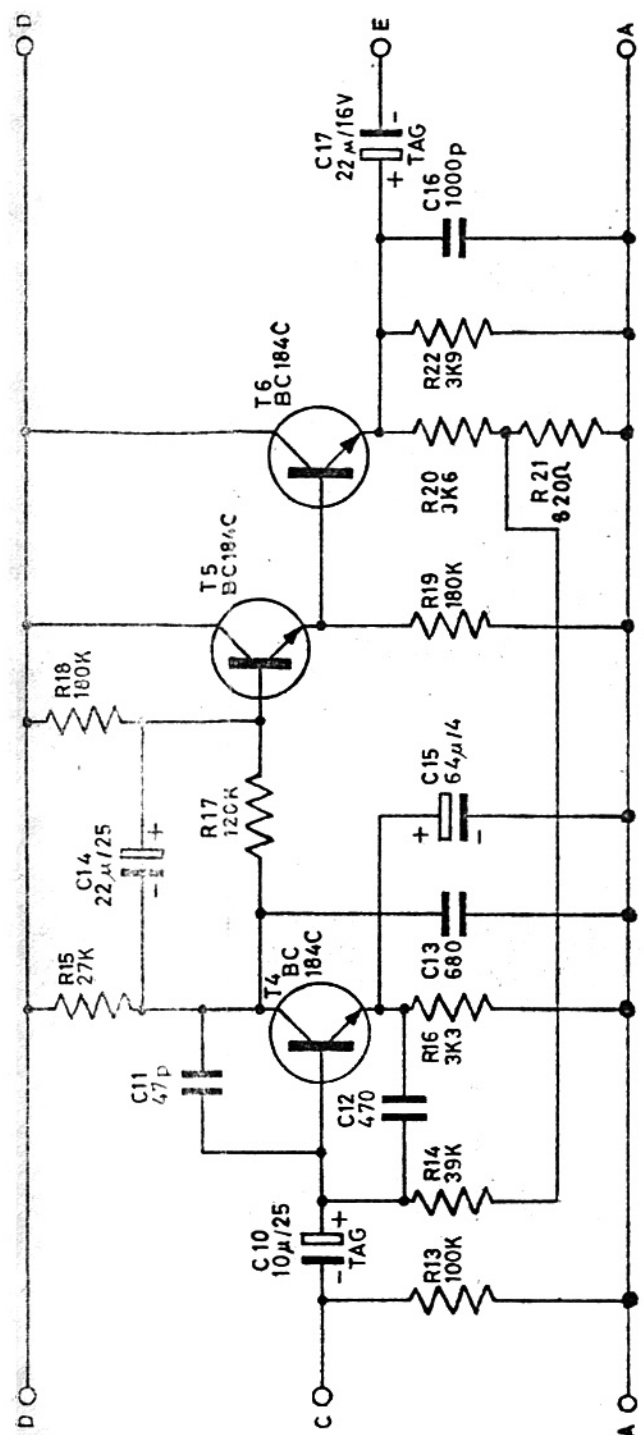 D
D
R15
27K
C14
22μ/25
-
+
R18
180K
C11
47p
T4
BC
184C
R17
120K
T5
BC184C
T6
BC184C
C
C10
10μ/25
-
+
TAG
C12
470
R13
100K
R14
39K
R16
3K3
C13
680
C15
64μ/4
+
-
R19
180K
R20
3K6
R21
820Ω
R22
3K9
C16
1000p
C17
22μ/16V
+
-
TAG
E
A
A